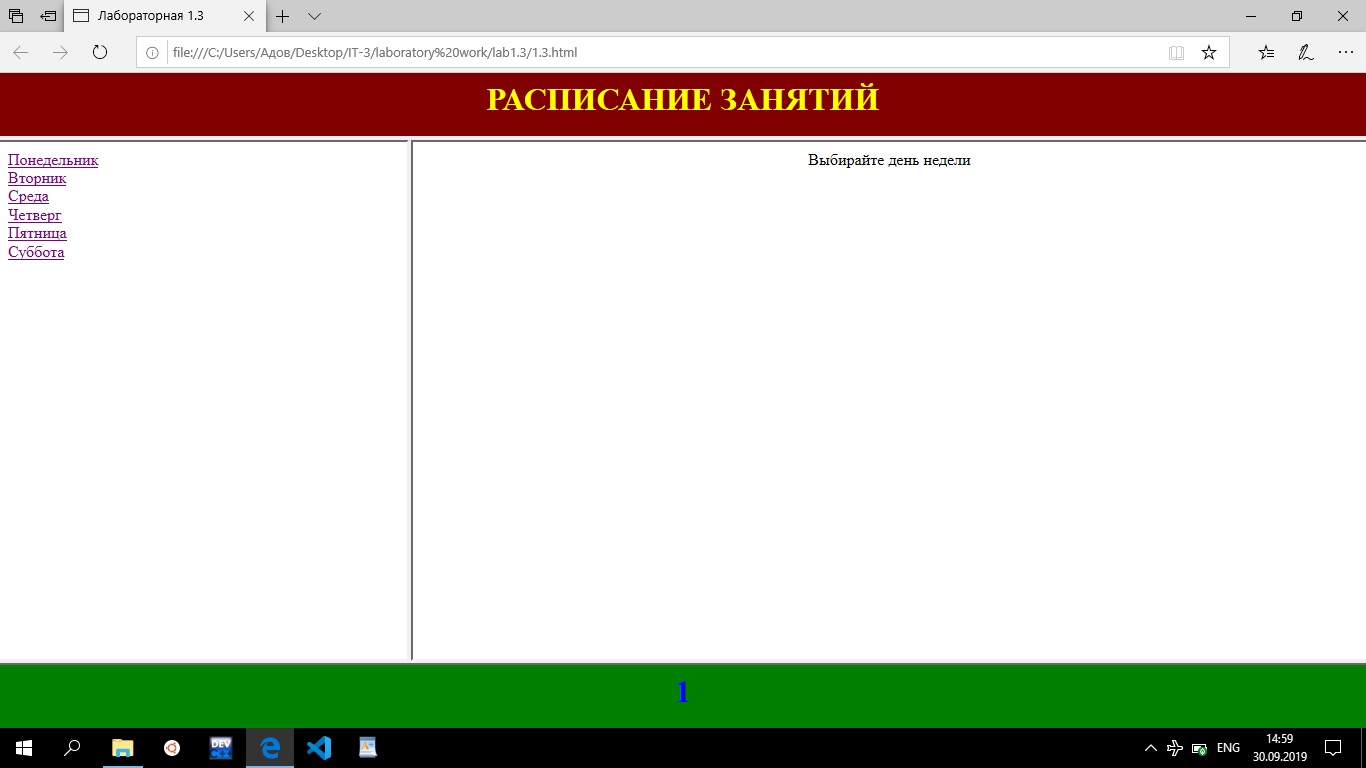 Лабораторная 1.3
file:///C:/Users/Адов/Desktop/IT-3/laboratory%20work/lab1.3/1.3.html
РАСПИСАНИЕ ЗАНЯТИЙ
Понедельник
Вторник
Среда
Четверг
Пятница
Суббота
Выбирайте день недели
1
DEV
ENG
14:59
30.09.2019